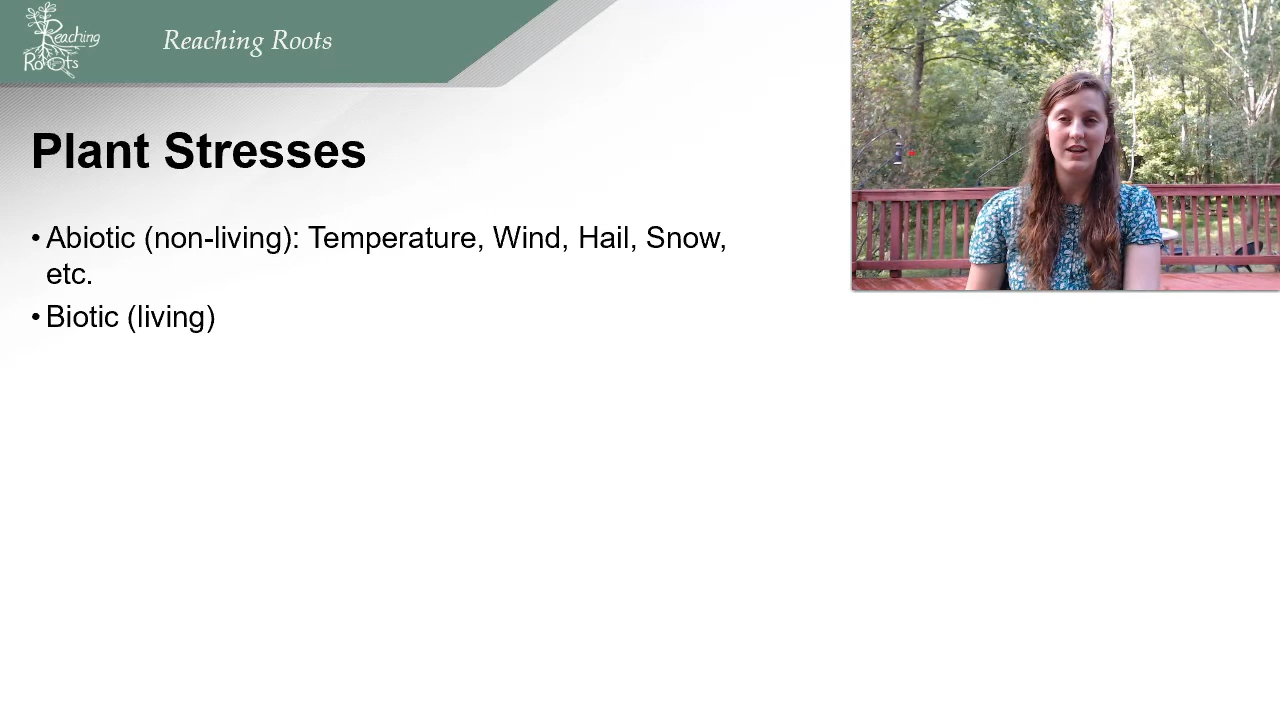 Reaching
Roots
Reaching Roots
Plant Stresses
• Abiotic (non-living): Temperature, Wind, Hail, Snow,
etc.
• Biotic (living)